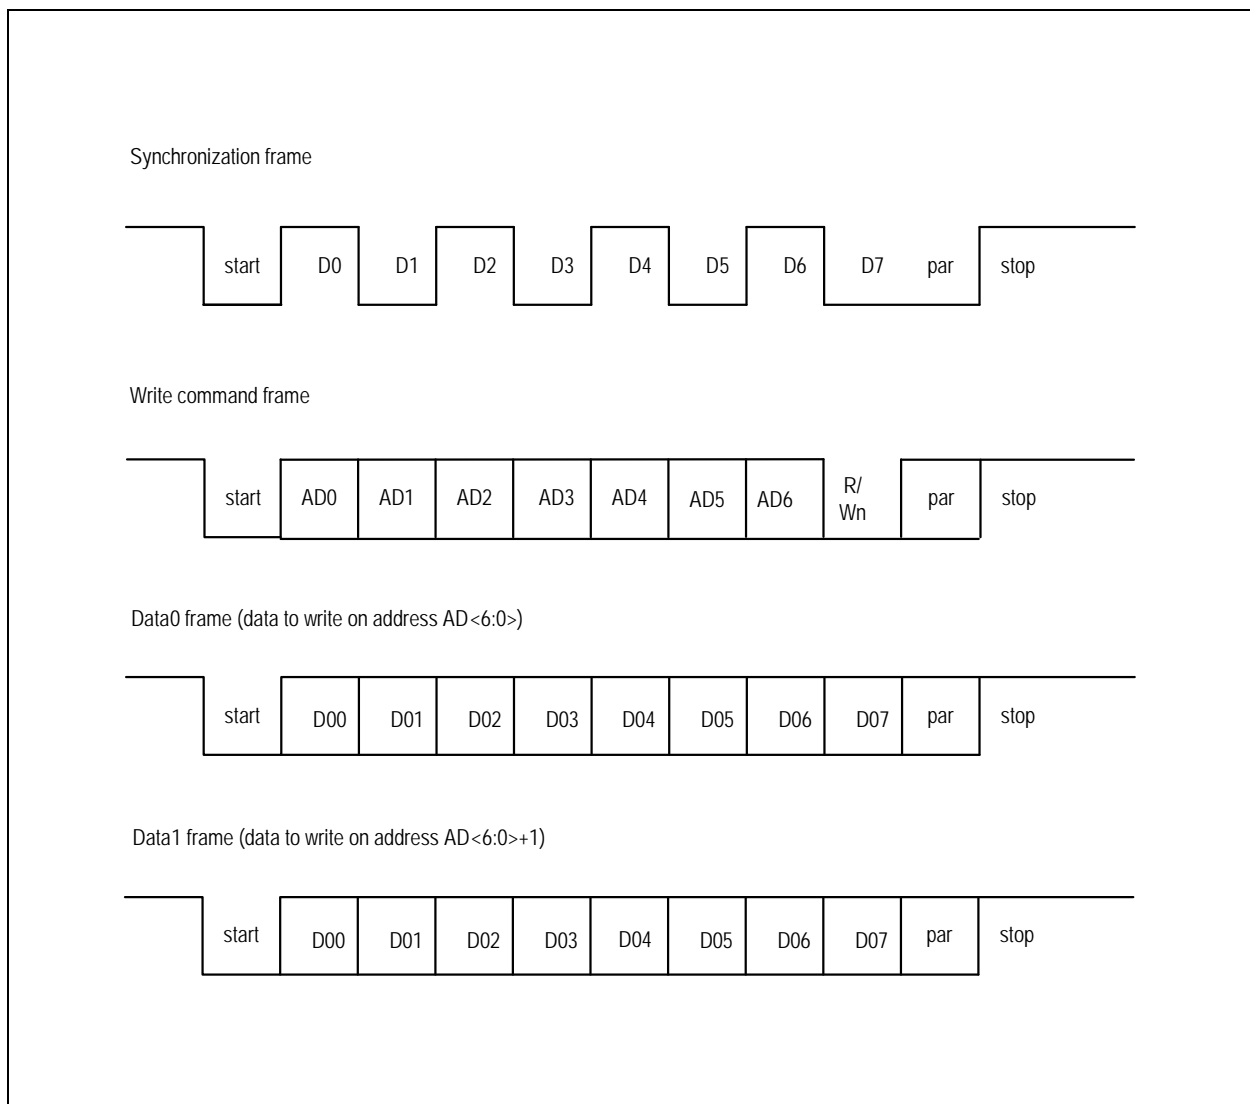 Synchronization frame
start D0 D1 D2 D3 D4 D5 D6 D7 par stop
Write command frame
start AD0 AD1 AD2 AD3 AD4 AD5 AD6 R/ Wn par stop
Data0 frame (data to write on address AD<6:0>)
start D00 D01 D02 D03 D04 D05 D06 D07 par stop
Data1 frame (data to write on address AD<6:0>+1)
start D00 D01 D02 D03 D04 D05 D06 D07 par stop